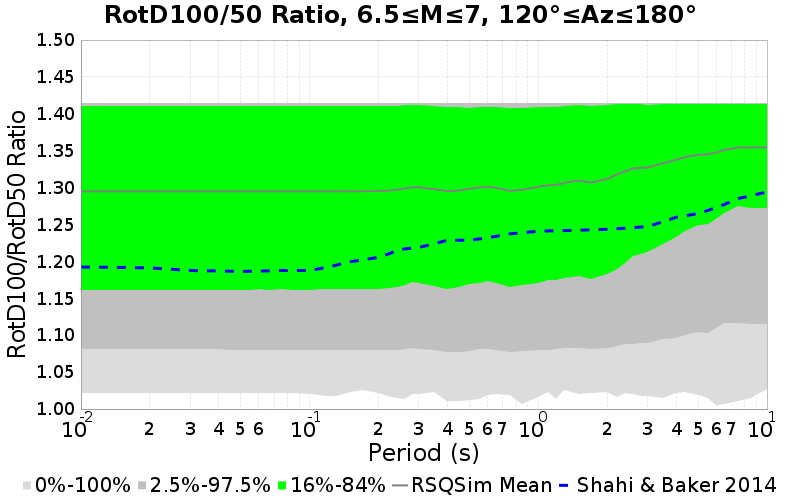 RotD100/50 Ratio, 6.5≤M≤7, 120°≤Az≤180°
RotD100/RotD50 Ratio
1.50
1.45
1.40
1.35
1.30
1.25
1.20
1.15
1.10
1.05
1.00
10-2 2 3 4 5 6 10-1 2 3 4 5 6 7 100 2 3 4 5 6 7 101
Period (s)
0%-100% 2.5%-97.5% 16%-84% RSQSim Mean Shahi & Baker 2014